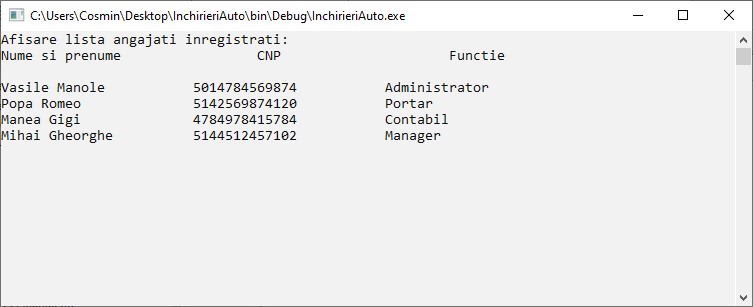 C:\Users\Cosmin\Desktop\InchirieriAuto\bin\Debug\InchirieriAuto.exe
Afisare lista angajati inregistrati:
Nume si prenume CNP Functie
Vasile Manole 5014784569874 Administrator
Popa Romeo 5142569874120 Portar
Manea Gigi 4784978415784 Contabil
Mihai Gheorghe 5144512457102 Manager